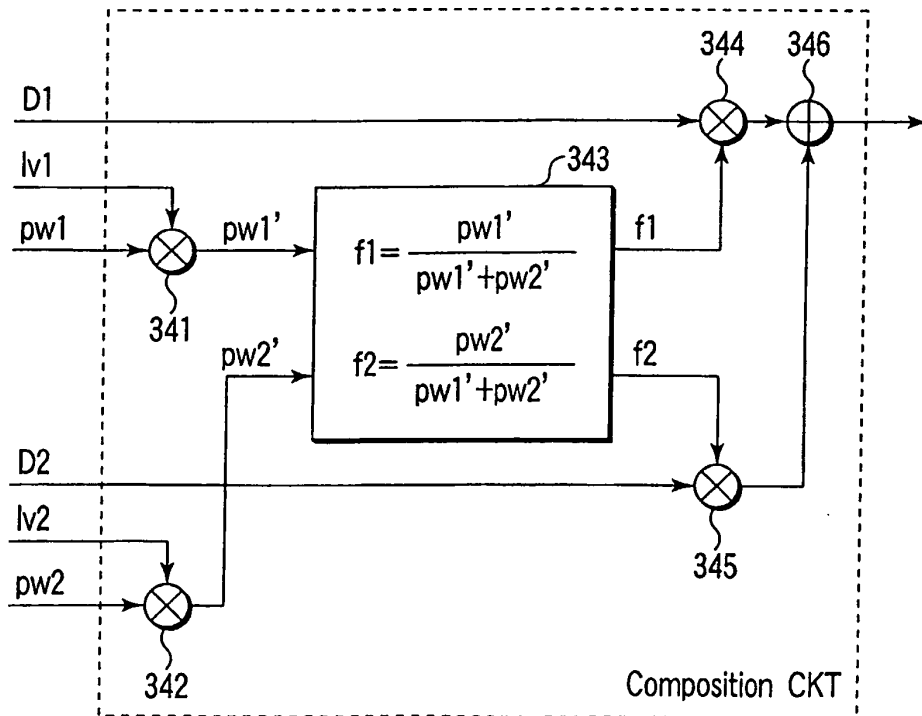 344
346
D1
lv1
343
pw1
pw1'
f1= pw1' / pw1'+pw2'
f1
341
pw2'
f2= pw2' / pw1'+pw2'
f2
D2
lv2
345
pw2
342
Composition CKT